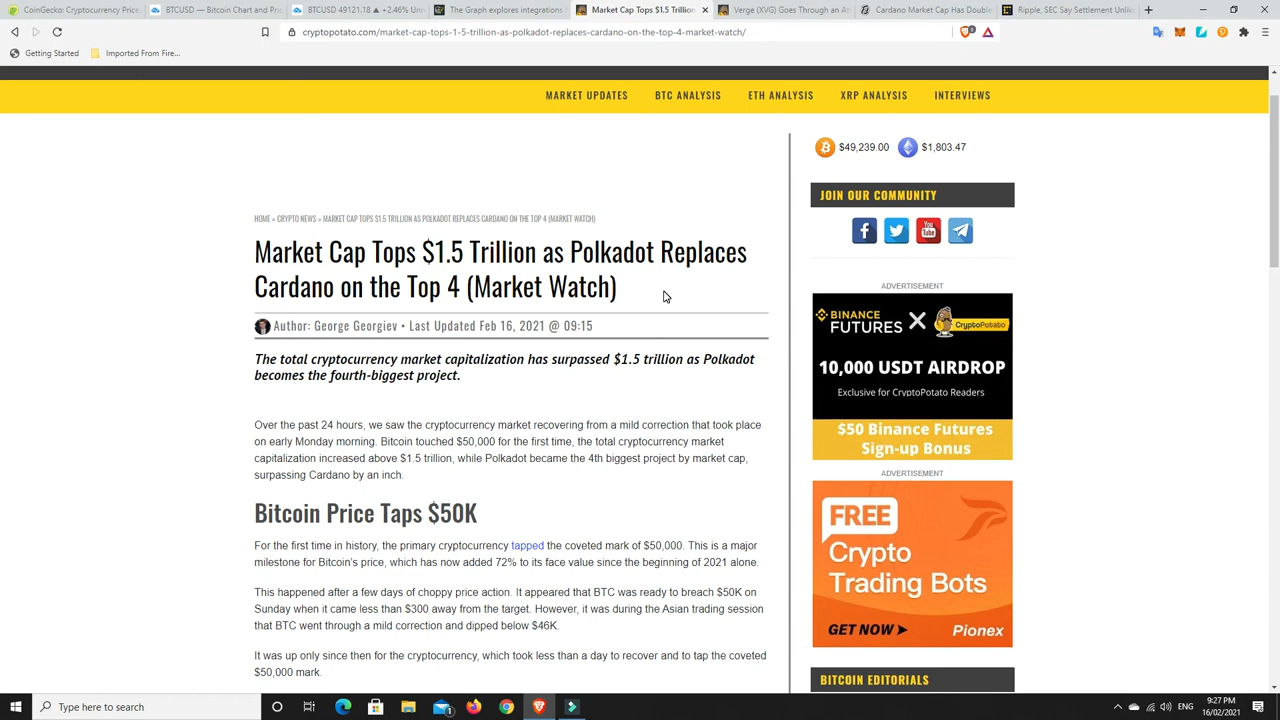 CoinGecko: Cryptocurrency Price
BTCUSD — Bitcoin Chart and Pri
BTCUSD 49121.18 ▲ +2.46% Unn
The Graph explores integrations
Market Cap Tops $1.5 Trillion
Verge (XVG) Goes Through an At
Cardano Market Cap Has Double
Ripple, SEC Say Settlement Unlik
cryptopotato.com/market-cap-tops-1-5-trillion-as-polkadot-replaces-cardano-on-the-top-4-market-watch/
Getting Started
Imported From Fire...
MARKET UPDATES BTC ANALYSIS ETH ANALYSIS XRP ANALYSIS INTERVIEWS
$49,239.00 $1,803.47
JOIN OUR COMMUNITY
HOME » CRYPTO NEWS » MARKET CAP TOPS $1.5 TRILLION AS POLKADOT REPLACES CARDANO ON THE TOP 4 (MARKET WATCH)
Market Cap Tops $1.5 Trillion as Polkadot Replaces
Cardano on the Top 4 (Market Watch)
Author: George Georgiev • Last Updated Feb 16, 2021 @ 09:15
The total cryptocurrency market capitalization has surpassed $1.5 trillion as Polkadot
becomes the fourth-biggest project.
Over the past 24 hours, we saw the cryptocurrency market recovering from a mild correction that took place
on early Monday morning. Bitcoin touched $50,000 for the first time, the total cryptocurrency market
capitalization increased above $1.5 trillion, while Polkadot became the 4th biggest project by market cap,
surpassing Cardano by an inch.
Bitcoin Price Taps $50K
For the first time in history, the primary cryptocurrency tapped the coveted mark of $50,000. This is a major
milestone for Bitcoin's price, which has now added 72% to its face value since the beginning of 2021 alone.
This happened after a few days of choppy price action. It appeared that BTC was ready to breach $50K on
Sunday when it came less than $300 away from the target. However, it was during the Asian trading session
that BTC went through a mild correction and dipped below $46K.
It was up only since then for the cryptocurrency, which took less than a day to recover and to tap the coveted
$50,000 mark.
You Tube
ADVERTISEMENT
BINANCE
FUTURES
CryptoPotato
10,000 USDT AIRDROP
Exclusive for CryptoPotato Readers
$50 Binance Futures
Sign-up Bonus
ADVERTISEMENT
FREE
Crypto
Trading Bots
GET NOW ➤ Pionex
BITCOIN EDITORIALS
Type here to search
ENG
9:27 PM
16/02/2021